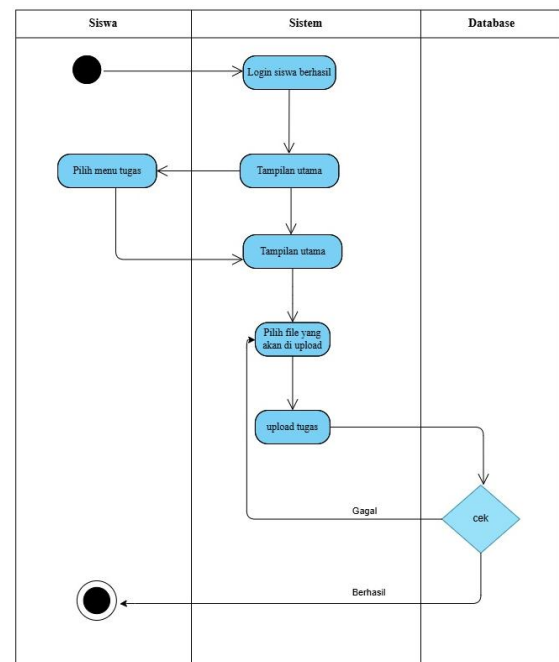 Siswa
Sistem
Database
Login siswa berhasil
Pilih menu tugas
Tampilan utama
Tampilan utama
Pilih file yang
akan di upload
upload tugas
Gagal
cek
Berhasil